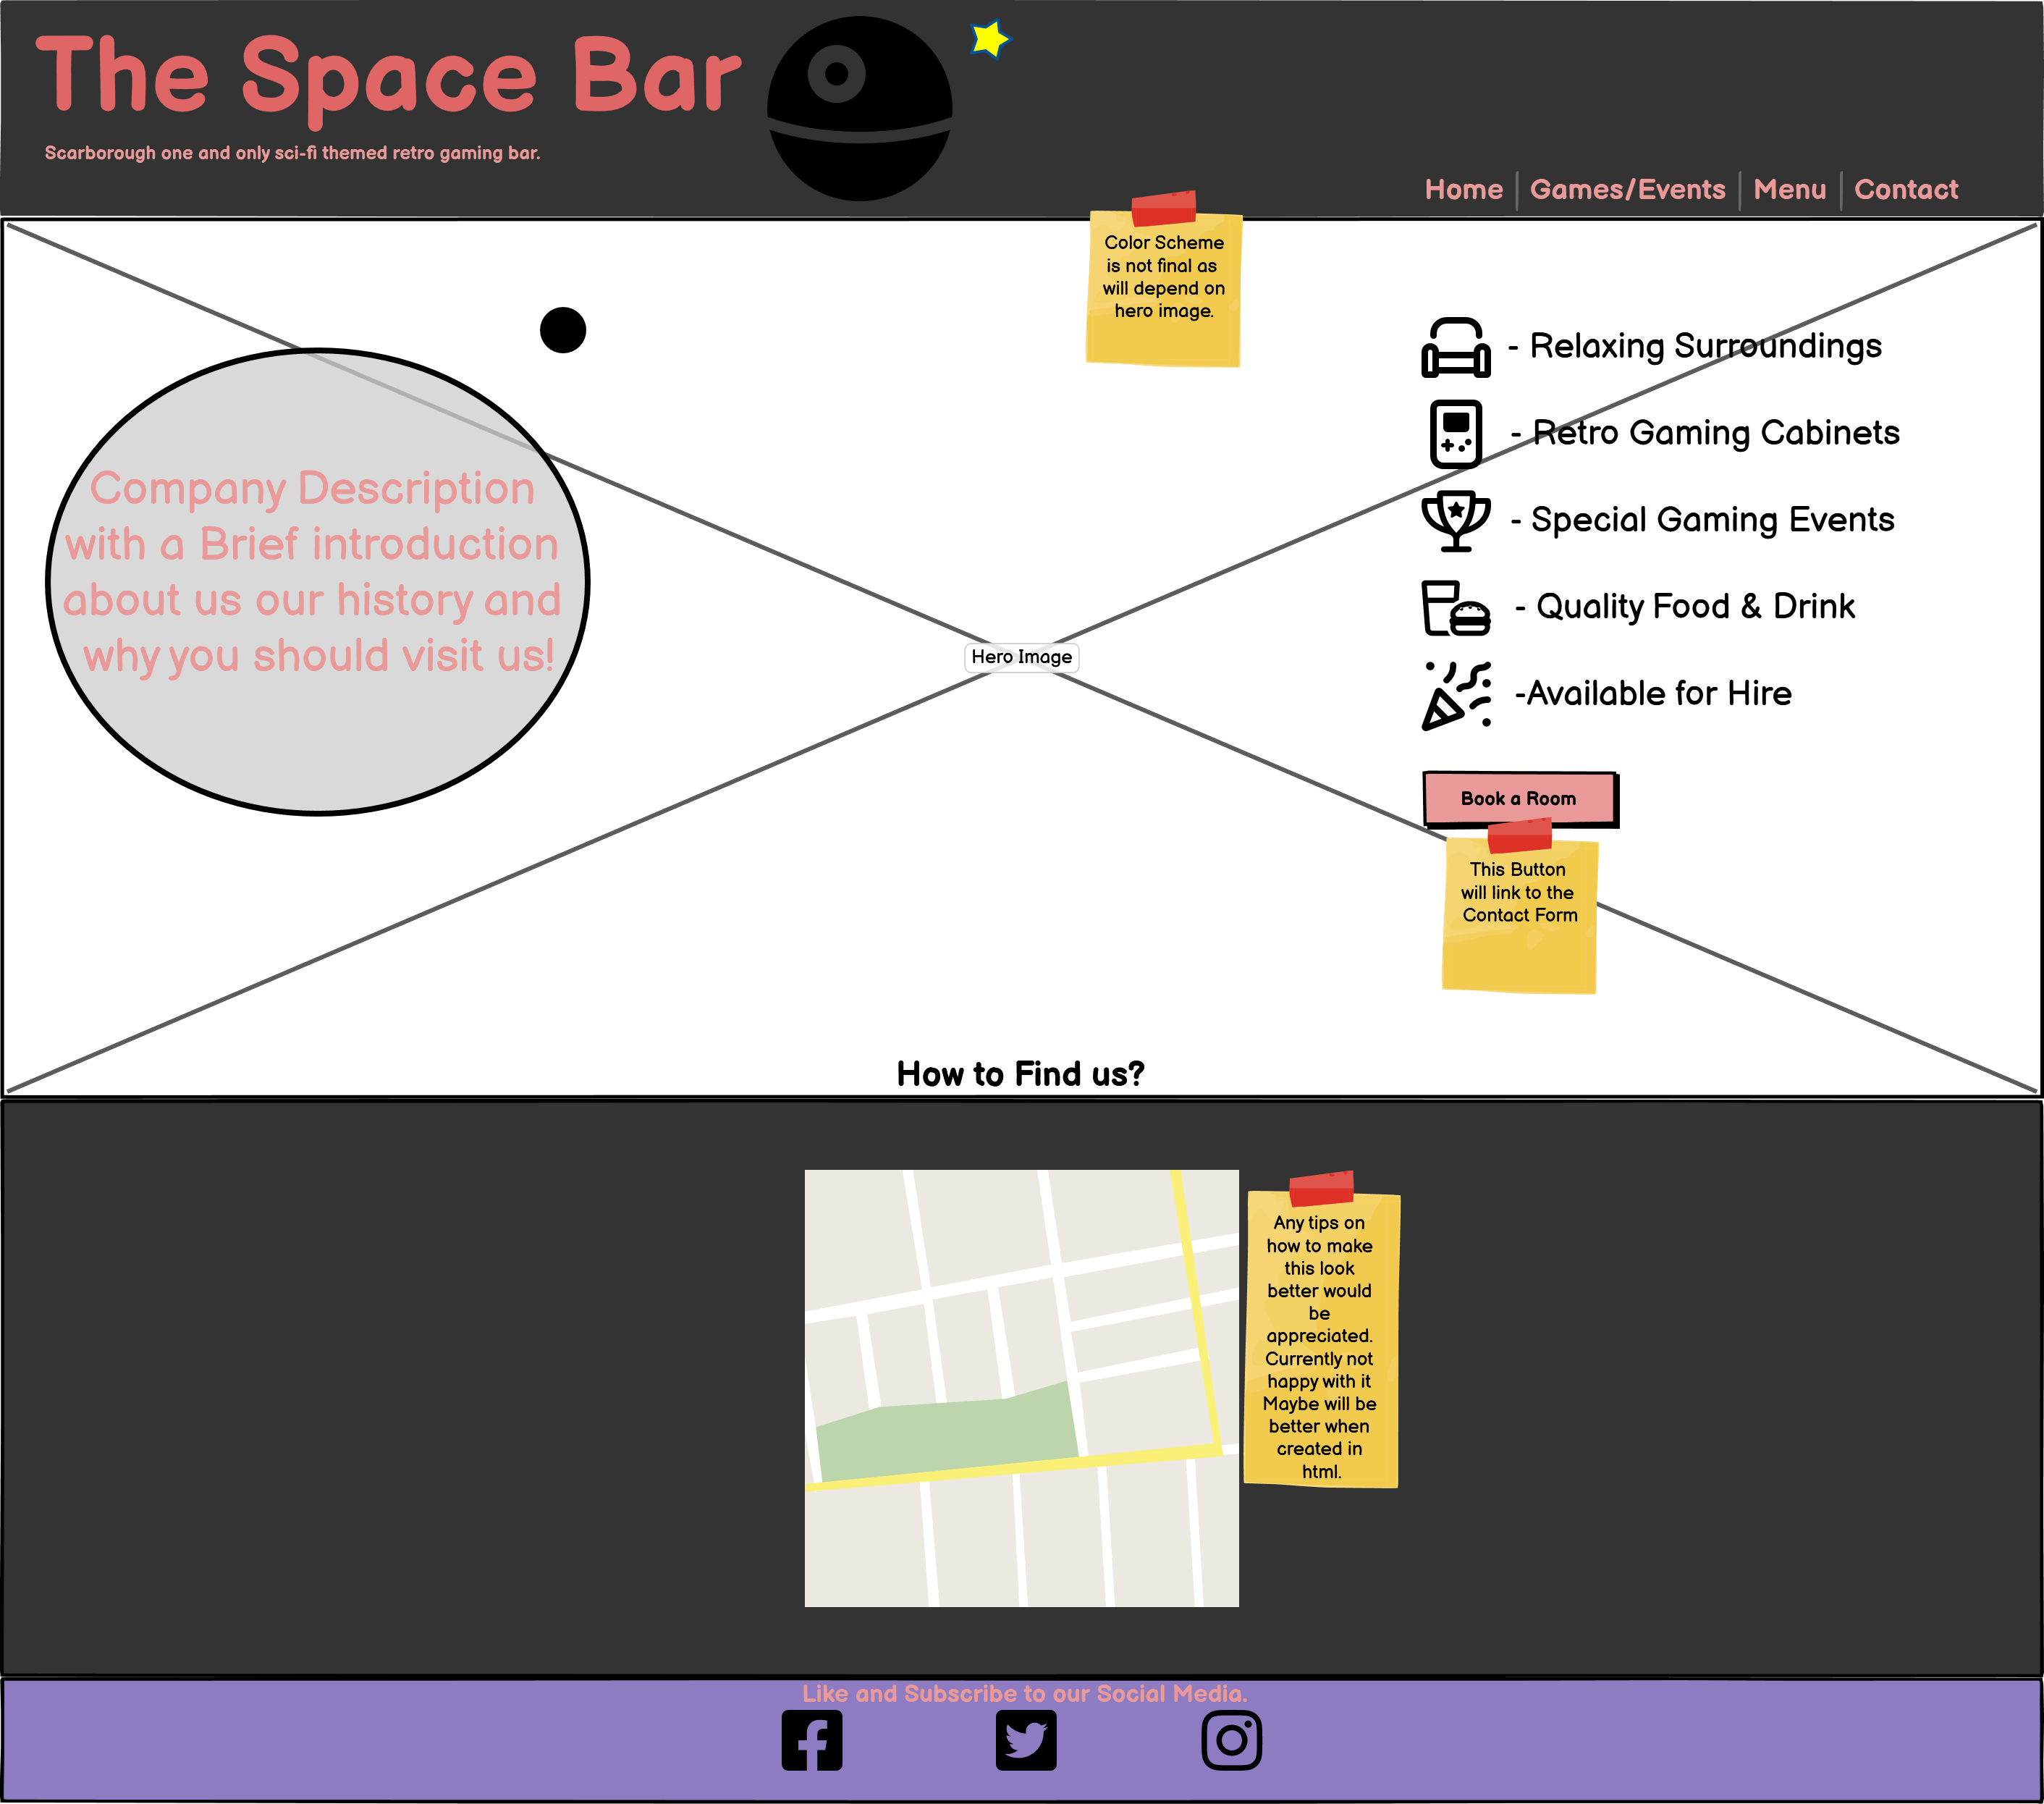 The Space Bar
Scarborough one and only sci-fi themed retro gaming bar.
Home
Games/Events
Menu
Contact
Color Scheme
is not final as
will depend on
hero image.
Company Description
with a Brief introduction
about us our history and
why you should visit us!
Hero Image
- Relaxing Surroundings
- Retro Gaming Cabinets
- Special Gaming Events
- Quality Food & Drink
-Available for Hire
Book a Room
This Button
will link to the
Contact Form
How to Find us?
Any tips on
how to make
this look
better would
be
appreciated.
Currently not
happy with it
Maybe will be
better when
created in
html.
Like and Subscribe to our Social Media.